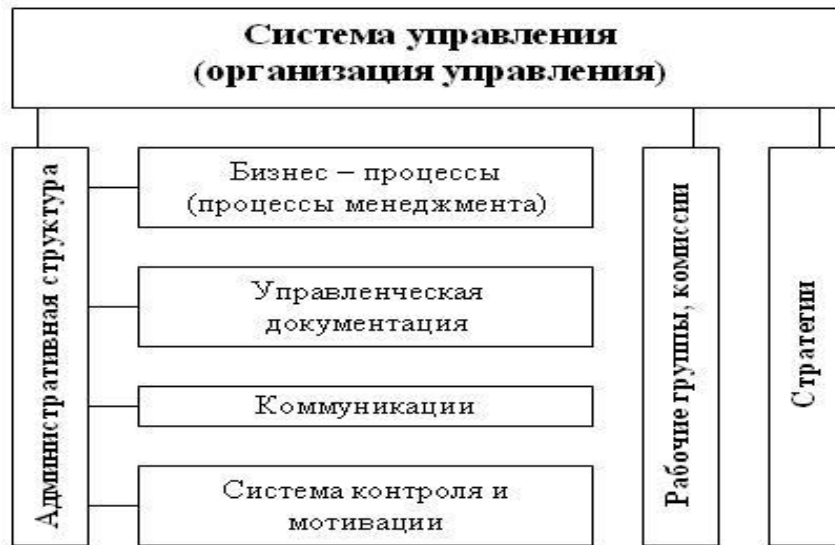 Система управления
(организация управления)
Административная структура
Бизнес – процессы
(процессы менеджмента)
Управленческая
документация
Коммуникации
Система контроля и
мотивации
Рабочие группы, комиссии
Стратегии